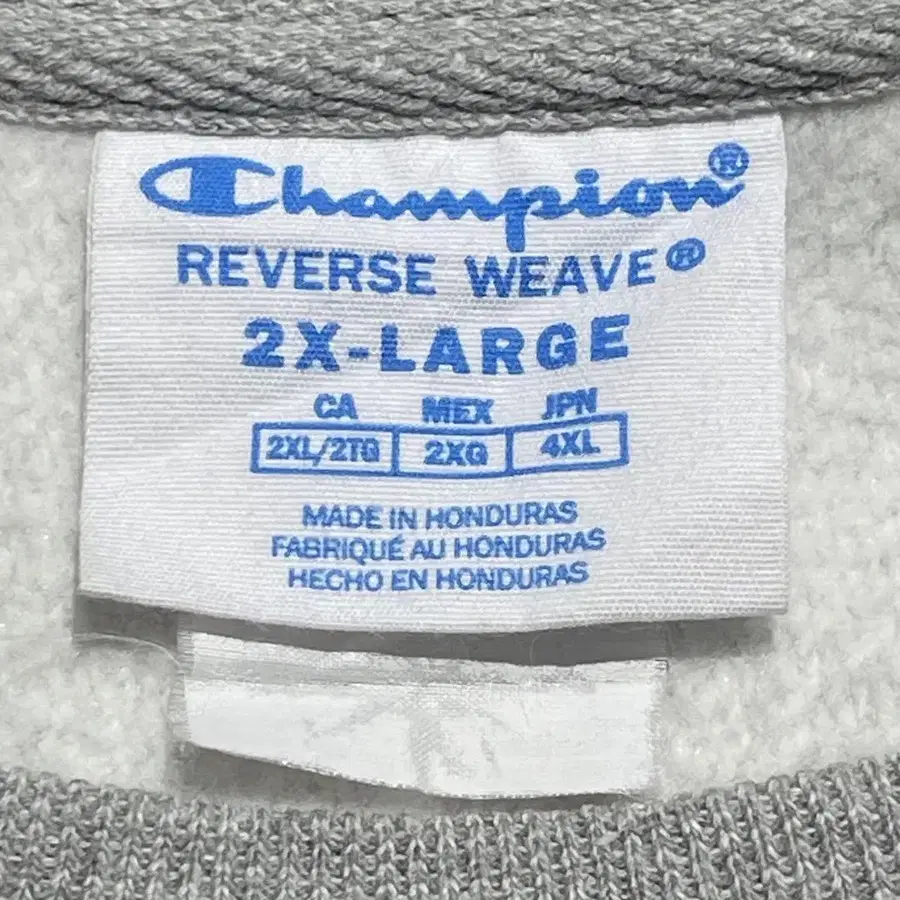 Champion®
REVERSE WEAVE®
2X-LARGE
CA MEX JPN
2XL/2TG 2XG 4XL
MADE IN HONDURAS
FABRIQUÉ AU HONDURAS
HECHO EN HONDURAS